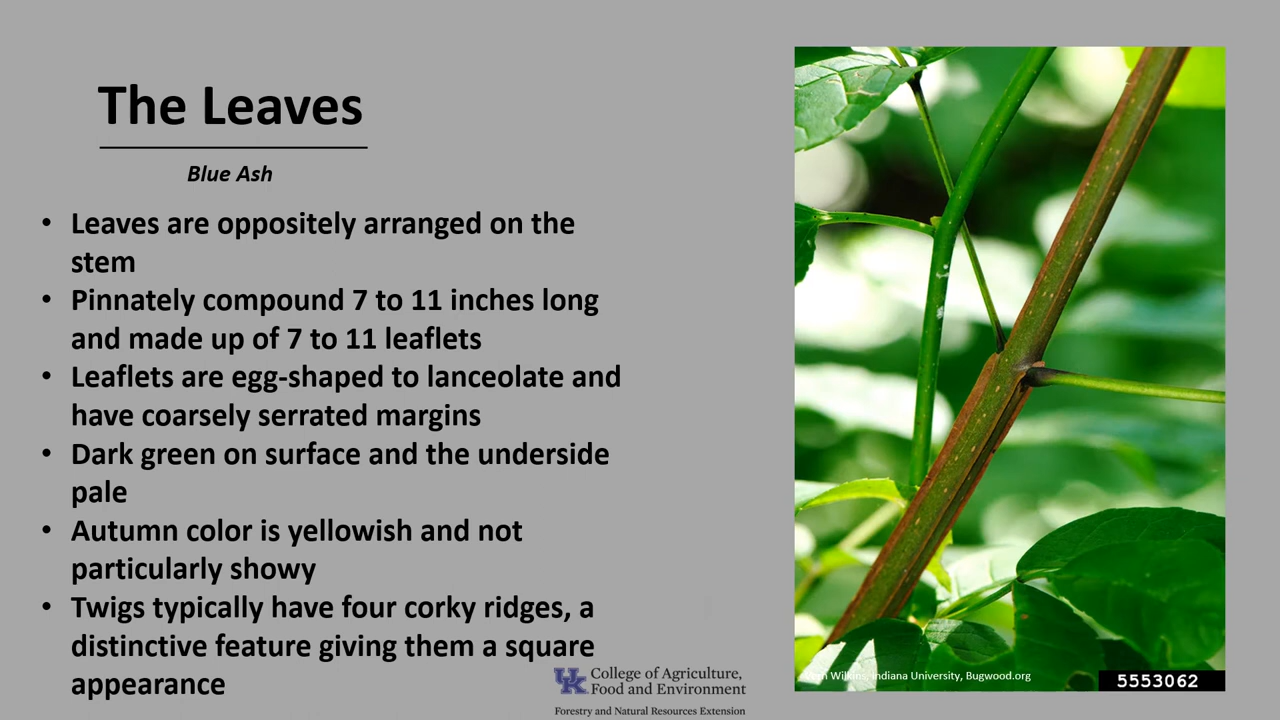 The Leaves
Blue Ash
• Leaves are oppositely arranged on the
stem
• Pinnately compound 7 to 11 inches long
and made up of 7 to 11 leaflets
• Leaflets are egg-shaped to lanceolate and
have coarsely serrated margins
• Dark green on surface and the underside
pale
• Autumn color is yellowish and not
particularly showy
• Twigs typically have four corky ridges, a
distinctive feature giving them a square
appearance
UK College of Agriculture,
Food and Environment
Forestry and Natural Resources Extension
Indiana University, Bugwood.org
5553062